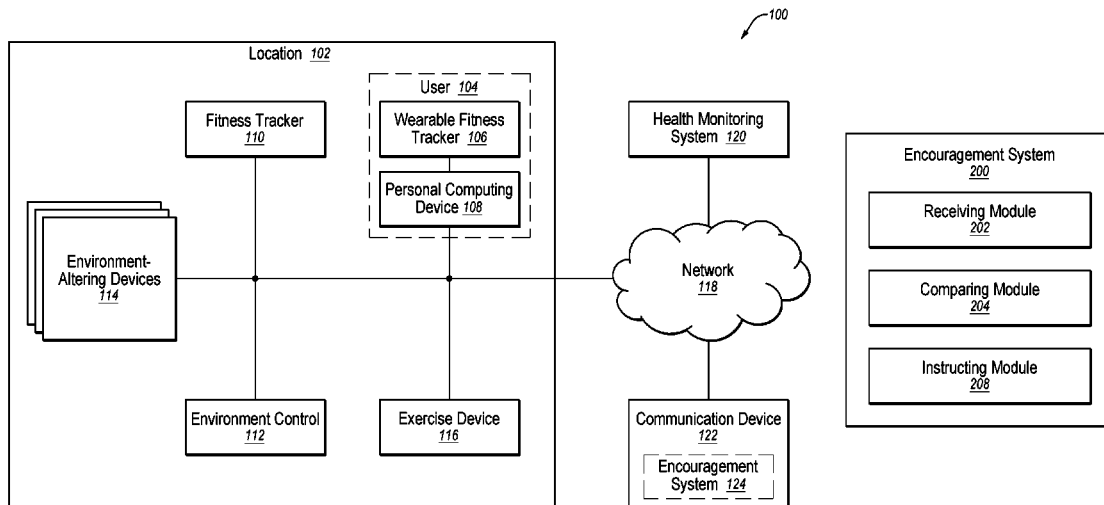 100
Location 102
User 104
Fitness Tracker
110
Wearable Fitness
Tracker 106
Personal Computing
Device 108
Environment-
Altering Devices
114
Environment Control
112
Exercise Device
116
Health Monitoring
System 120
Network
118
Communication Device
122
Encouragement
System 124
Encouragement System
200
Receiving Module
202
Comparing Module
204
Instructing Module
208